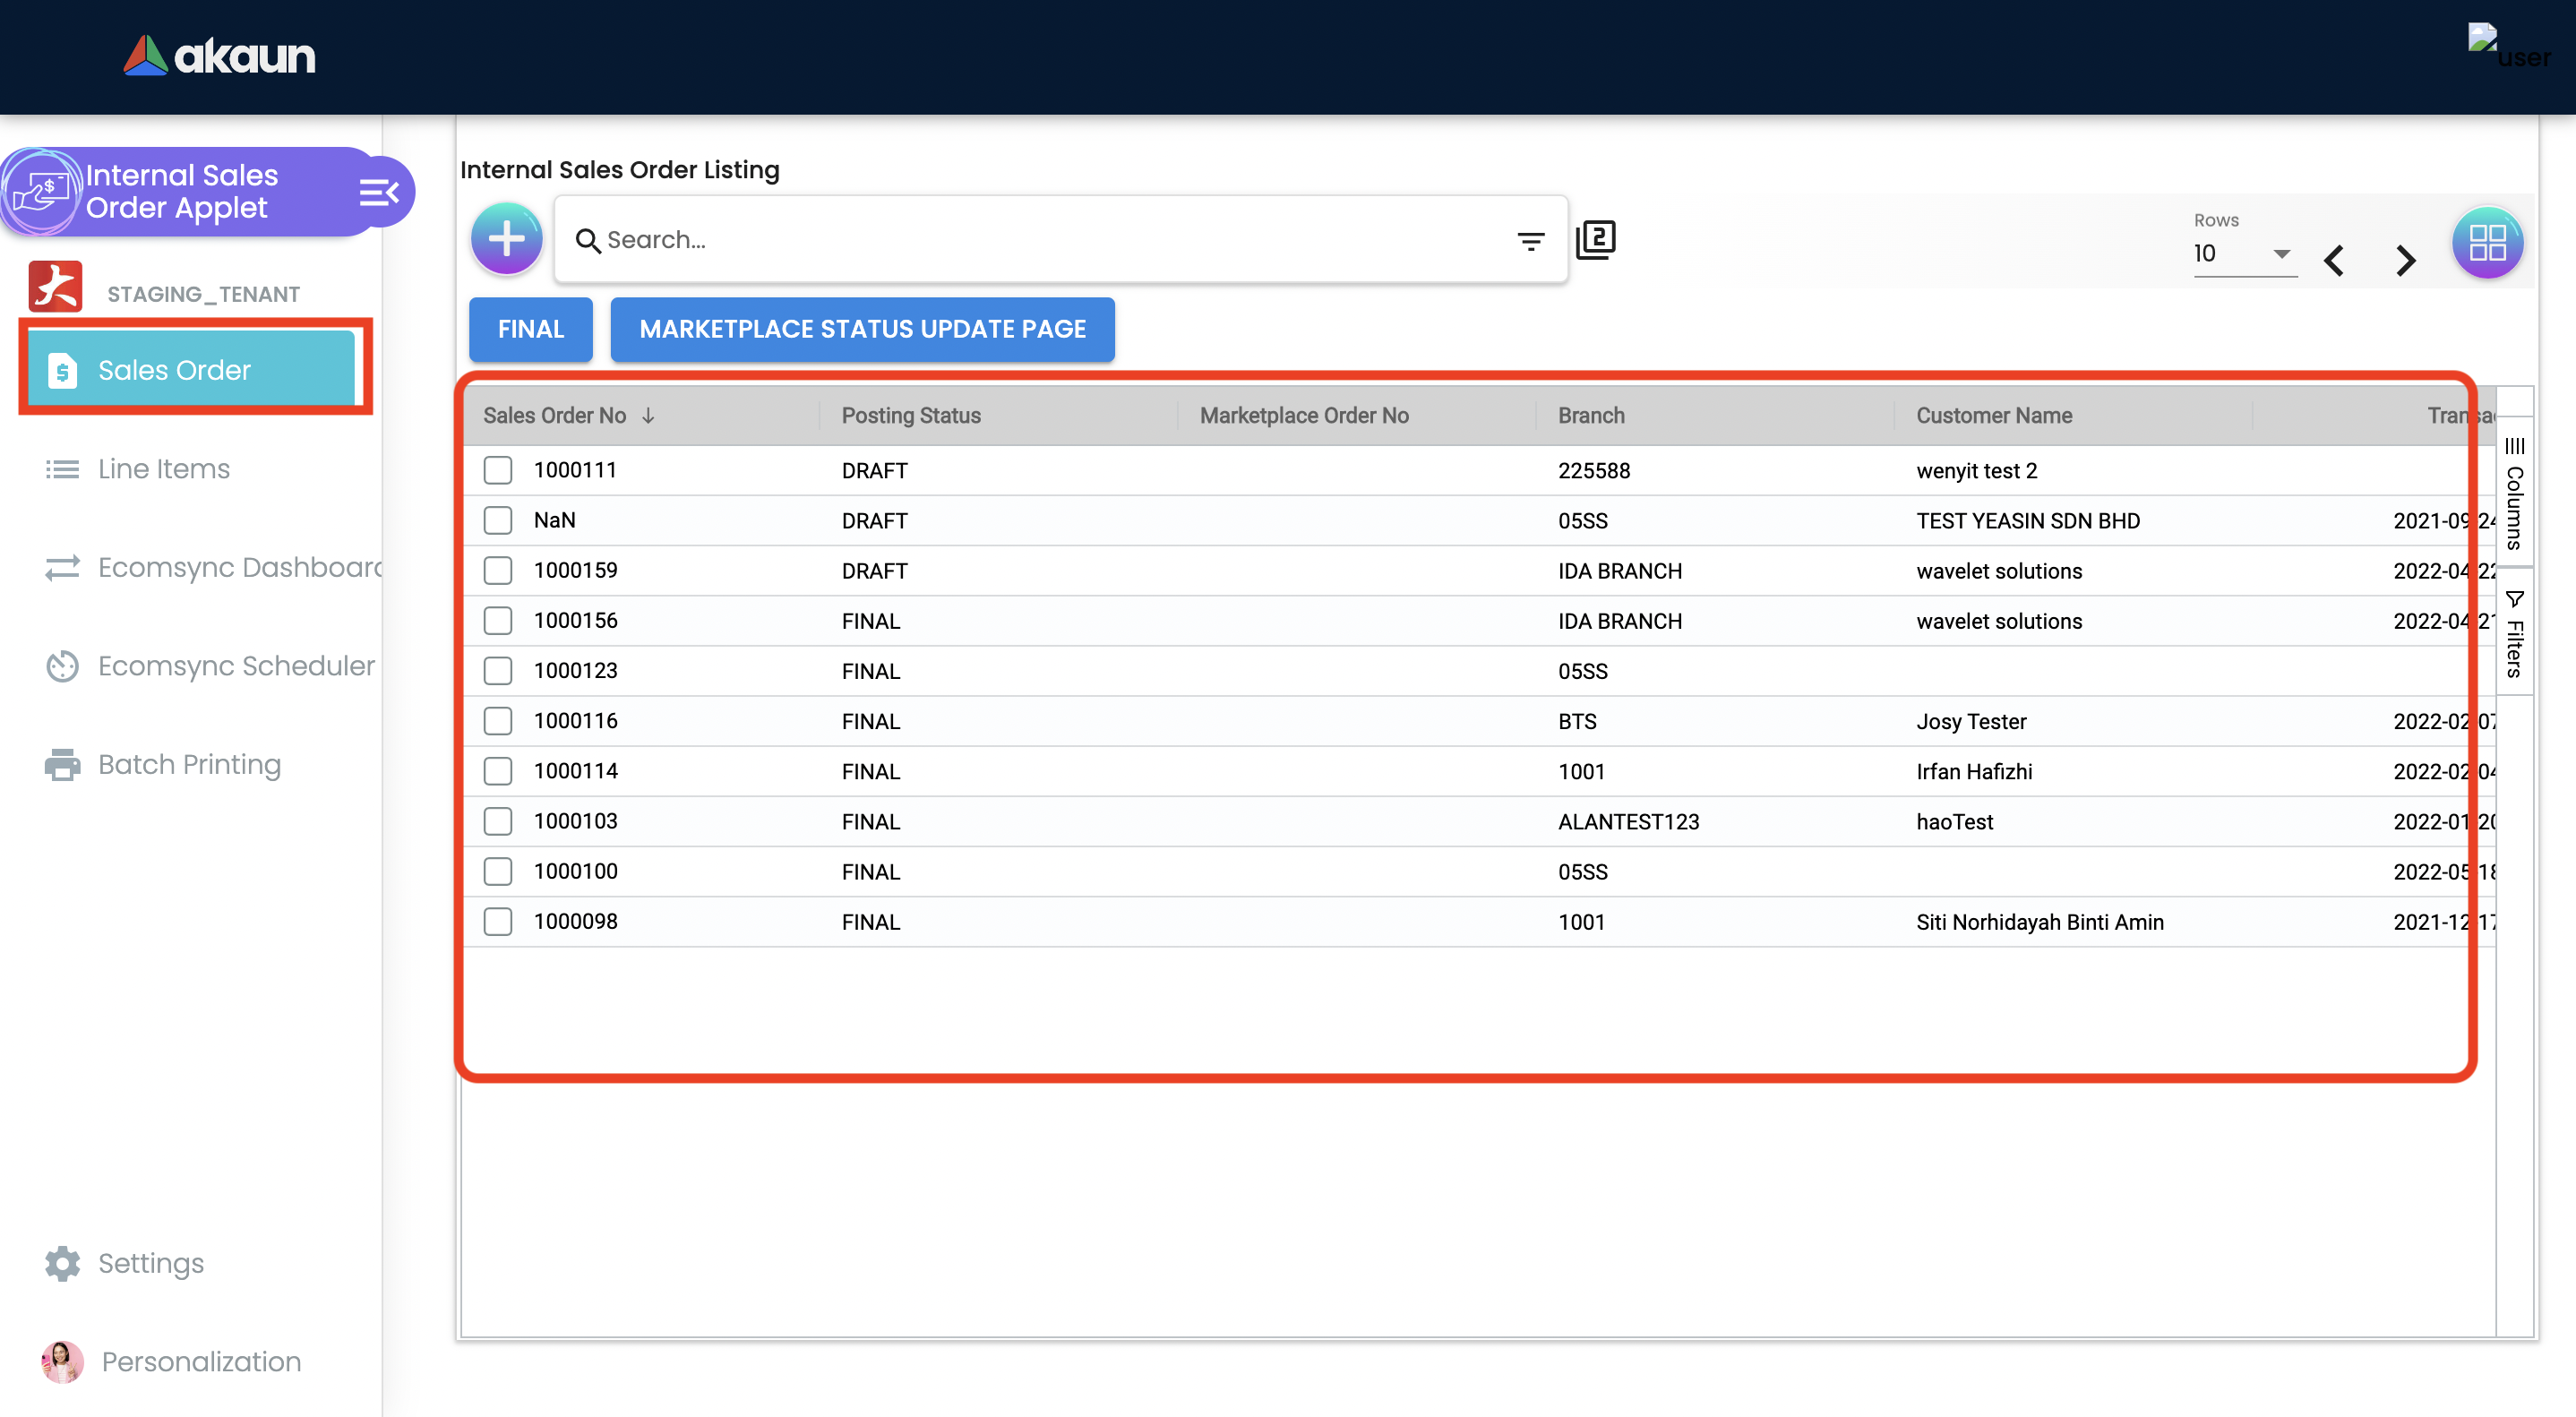 akaun
user
Internal Sales Order Applet
STAGING_TENANT
Sales Order
Line Items
Ecomsync Dashboard
Ecomsync Scheduler
Batch Printing
Settings
Personalization
Internal Sales Order Listing
Search...
2
Rows
10
FINAL MARKETPLACE STATUS UPDATE PAGE
Sales Order No Posting Status Marketplace Order No Branch Customer Name
1000111 DRAFT 225588 wenyit test 2
NaN DRAFT 05SS TEST YEASIN SDN BHD 2021-09-24
1000159 DRAFT IDA BRANCH wavelet solutions 2022-04-22
1000156 FINAL IDA BRANCH wavelet solutions 2022-04-21
1000123 FINAL 05SS
1000116 FINAL BTS Josy Tester 2022-02-07
1000114 FINAL 1001 Irfan Hafizhi 2022-02-04
1000103 FINAL ALANTEST123 haoTest 2022-01-20
1000100 FINAL 05SS 2022-05-18
1000098 FINAL 1001 Siti Norhidayah Binti Amin 2021-12-17
Columns
Filters